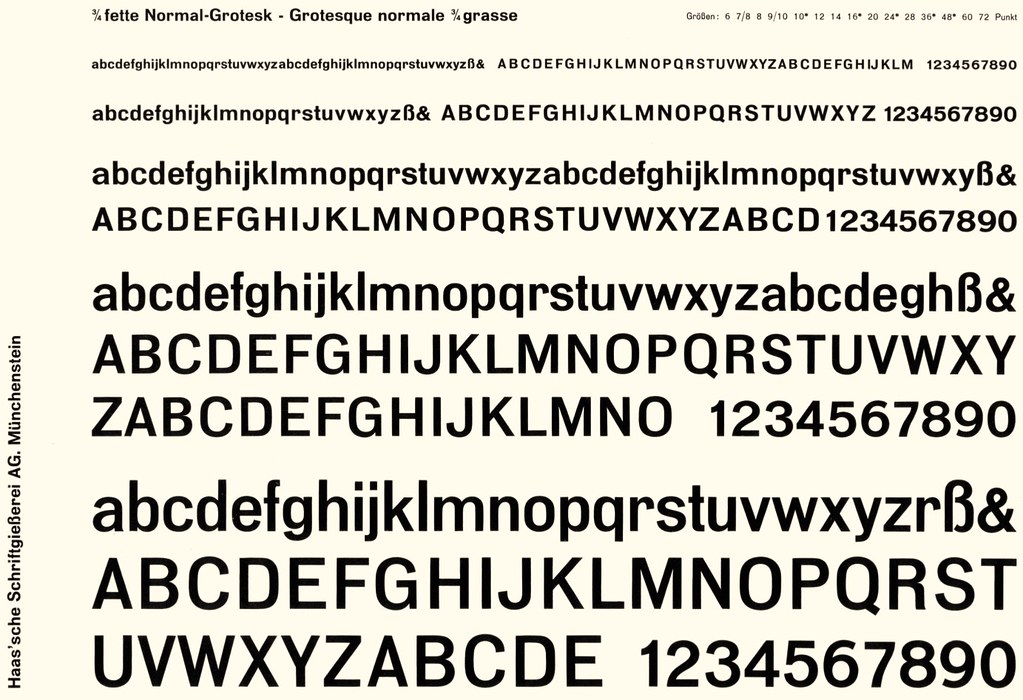 ¾ fette Normal-Grotesk - Grotesque normale ¾ grasse
Größen: 6 7/8 8 9/10 10* 12 14 16* 20 24* 28 36* 48* 60 72 Punkt
abcdefghijklmnopqrstuvwxyzabcdefghijklmnopqrstuvwxyzß& ABCDEFGHIJKLMNOPQRSTUVWXYZABCDEFGHIJKLM 1234567890
abcdefghijklmnopqrstuvwxyzß& ABCDEFGHIJKLMNOPQRSTUVWXYZ 1234567890
abcdefghijklmnopqrstuvwxyzabcdefghijklmnopqrstuvwxyß&
ABCDEFGHIJKLMNOPQRSTUVWXYZABCD1234567890
abcdefghijklmnopqrstuvwxyzabcdeghß&
ABCDEFGHIJKLMNOPQRSTUVWXY
ZABCDEFGHIJKLMNO 1234567890
abcdefghijklmnopqrstuvwxyzrß&
ABCDEFGHIJKLMNOPQRST
UVWXYZABCDE 1234567890
Haas'sche Schriftgießerei AG. Münchenstein